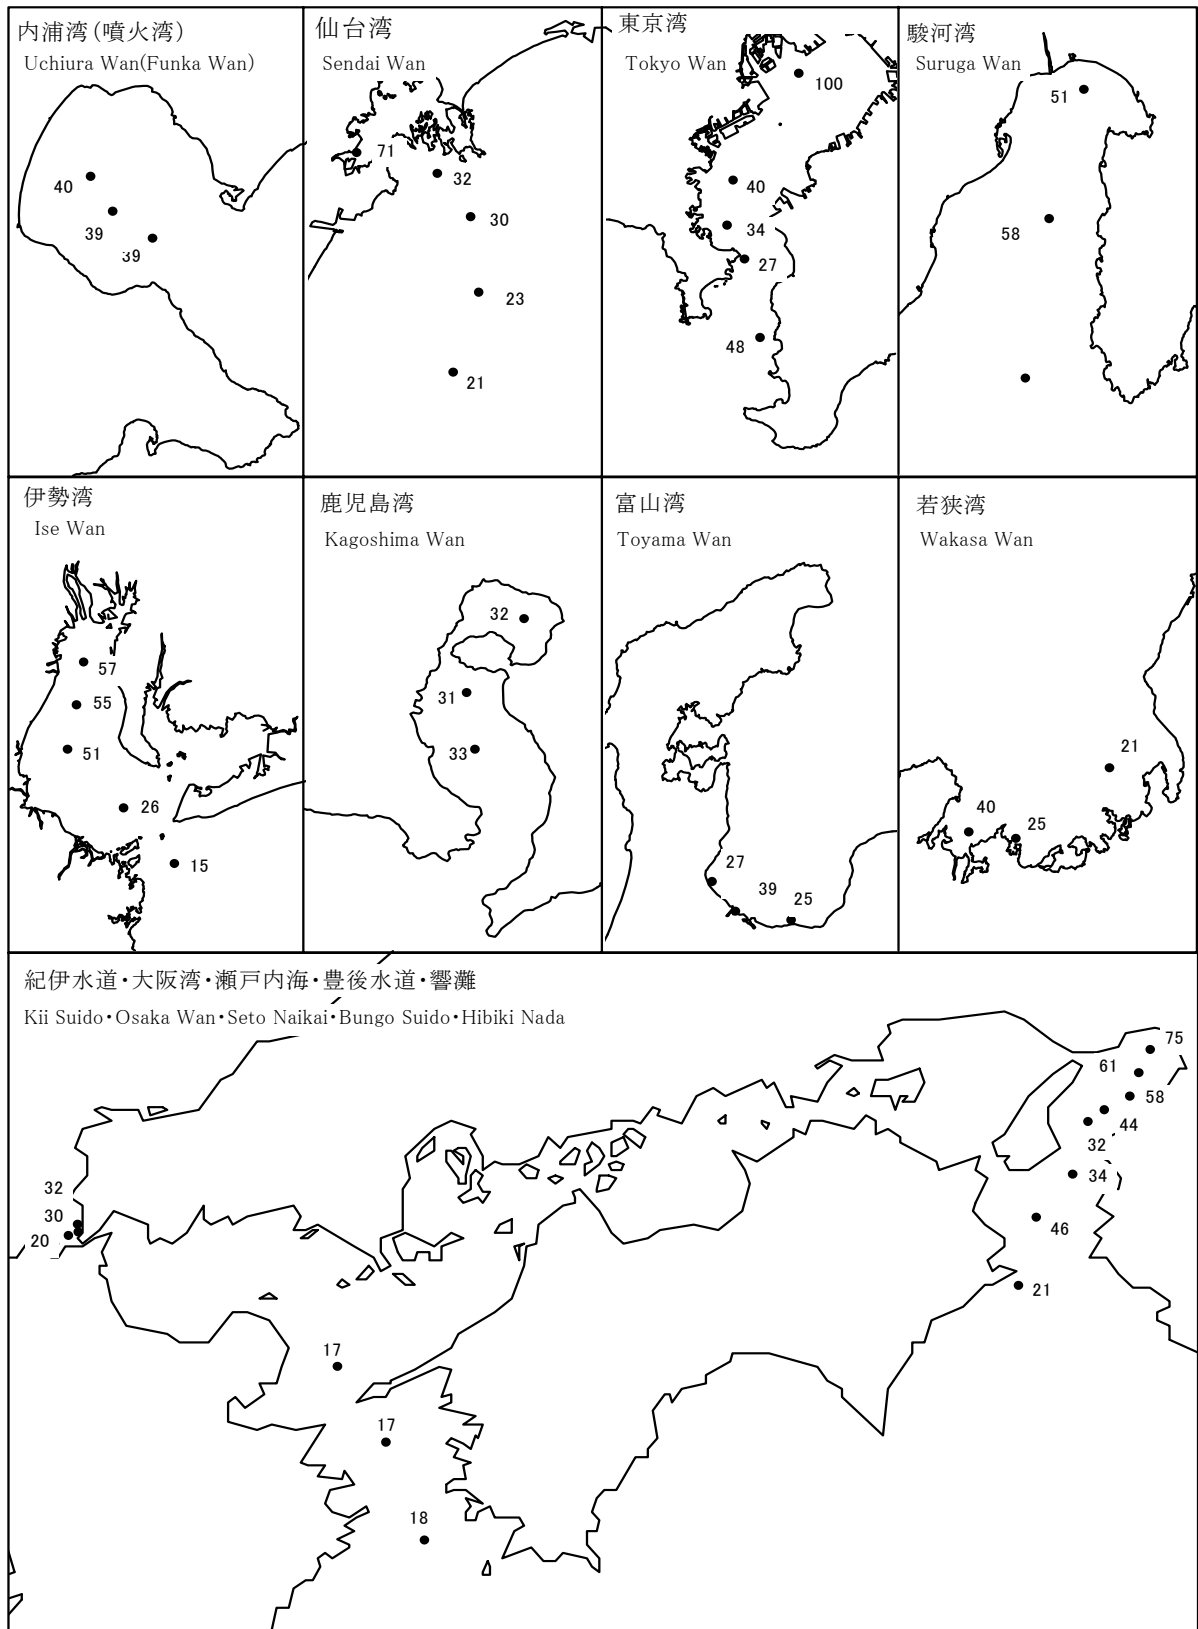 内浦湾(噴火湾)
Uchiura Wan(Funka Wan)
40
39
39
仙台湾
Sendai Wan
71
32
30
23
21
東京湾
Tokyo Wan
100
40
34
27
48
駿河湾
Suruga Wan
51
58
伊勢湾
Ise Wan
57
55
51
26
15
鹿児島湾
Kagoshima Wan
32
31
33
富山湾
Toyama Wan
27
39
25
若狭湾
Wakasa Wan
21
40
25
紀伊水道・大阪湾・瀬戸内海・豊後水道・響灘
Kii Suido・Osaka Wan・Seto Naikai・Bungo Suido・Hibiki Nada
75
61
58
44
32
34
46
21
32
30
20
17
17
18